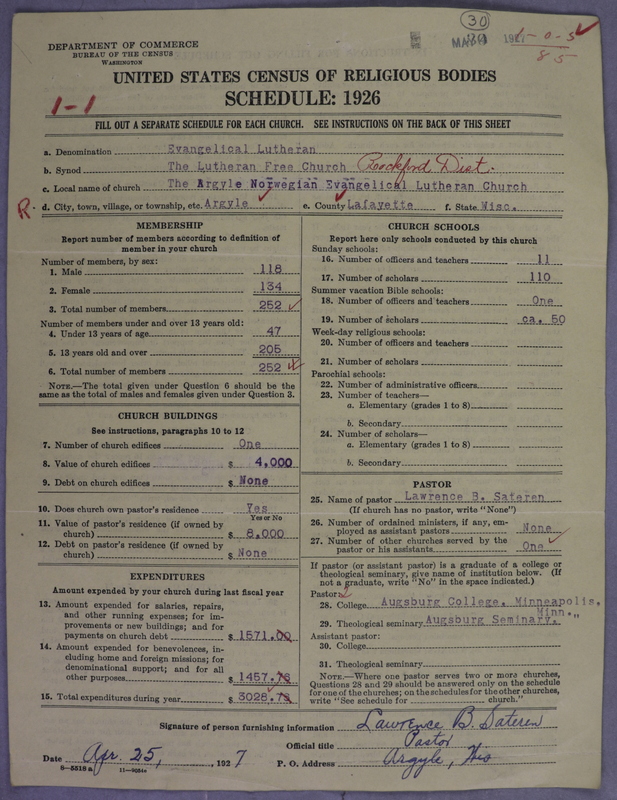 30
DEPARTMENT OF COMMERCE
BUREAU OF THE CENSUS
WASHINGTON
1927
1-0-5
85
UNITED STATES CENSUS OF RELIGIOUS BODIES
SCHEDULE: 1926
1-1
FILL OUT A SEPARATE SCHEDULE FOR EACH CHURCH. SEE INSTRUCTIONS ON THE BACK OF THIS SHEET
a. Denomination Evangelical Lutheran
b. Synod The Lutheran Free Church Rockford Dist.
c. Local name of church The Argyle Norwegian Evangelical Lutheran Church
R. d. City, town, village, or township, etc. Argyle e. County Lafayette f. State Wisc.
MEMBERSHIP
Report number of members according to definition of
member in your church
Number of members, by sex:
1. Male 118
2. Female 134
3. Total number of members 252
Number of members under and over 13 years old:
4. Under 13 years of age 47
5. 13 years old and over 205
6. Total number of members 252
NOTE.—The total given under Question 6 should be
same as the total of males and females given under Question 3.
CHURCH BUILDINGS
See instructions, paragraphs 10 to 12
7. Number of church edifices One
8. Value of church edifices $ 4,000
9. Debt on church edifices $ None
10. Does church own pastor's residence? Yes
Yes or No
11. Value of pastor's residence (if owned by
church) $ 8,000
12. Debt on pastor's residence (if owned by
church) $ None
EXPENDITURES
Amount expended by your church during last fiscal year
13. Amount expended for salaries, repairs,
and other running expenses; for im-
provements or new buildings; and for
payments on church debt $ 1571.00
14. Amount expended for benevolences, in-
cluding home and foreign missions; for
denominational support; and for all
other purposes $ 1457.78
15. Total expenditures during year $ 3028.78
CHURCH SCHOOLS
Report here only schools conducted by this church
Sunday schools:
16. Number of officers and teachers 11
17. Number of scholars 110
Summer vacation Bible schools:
18. Number of officers and teachers One
19. Number of scholars ca. 50
Week-day religious schools:
20. Number of officers and teachers
21. Number of scholars
Parochial schools:
22. Number of administrative officers
23. Number of teachers—
a. Elementary (grades 1 to 8)
b. Secondary
24. Number of scholars—
a. Elementary (grades 1 to 8)
b. Secondary
PASTOR
25. Name of pastor Lawrence B. Sateren
(If church has no pastor, write "None")
26. Number of ordained ministers, if any, em-
ployed as assistant pastors None
27. Number of other churches served by the
pastor or his assistants One
If pastor (or assistant pastor) is a graduate of a college or
theological seminary, give name of institution below. (If
not a graduate, write "No" in the space indicated.)
Pastor:
28. College Augsburg College, Minneapolis,
Minn.,
29. Theological seminary Augsburg Seminary.
Assistant pastor:
30. College
31. Theological seminary
NOTE.—Where one pastor serves two or more churches,
Questions 28 and 29 should be answered only on the schedule
for one of the churches; on the schedules for the other churches,
write "See schedule for church."
Signature of person furnishing information Lawrence B. Sateren
Official title Pastor
Date Apr. 25, 1927 P. O. Address Argyle, Wis
8—5518 a 11—9034a